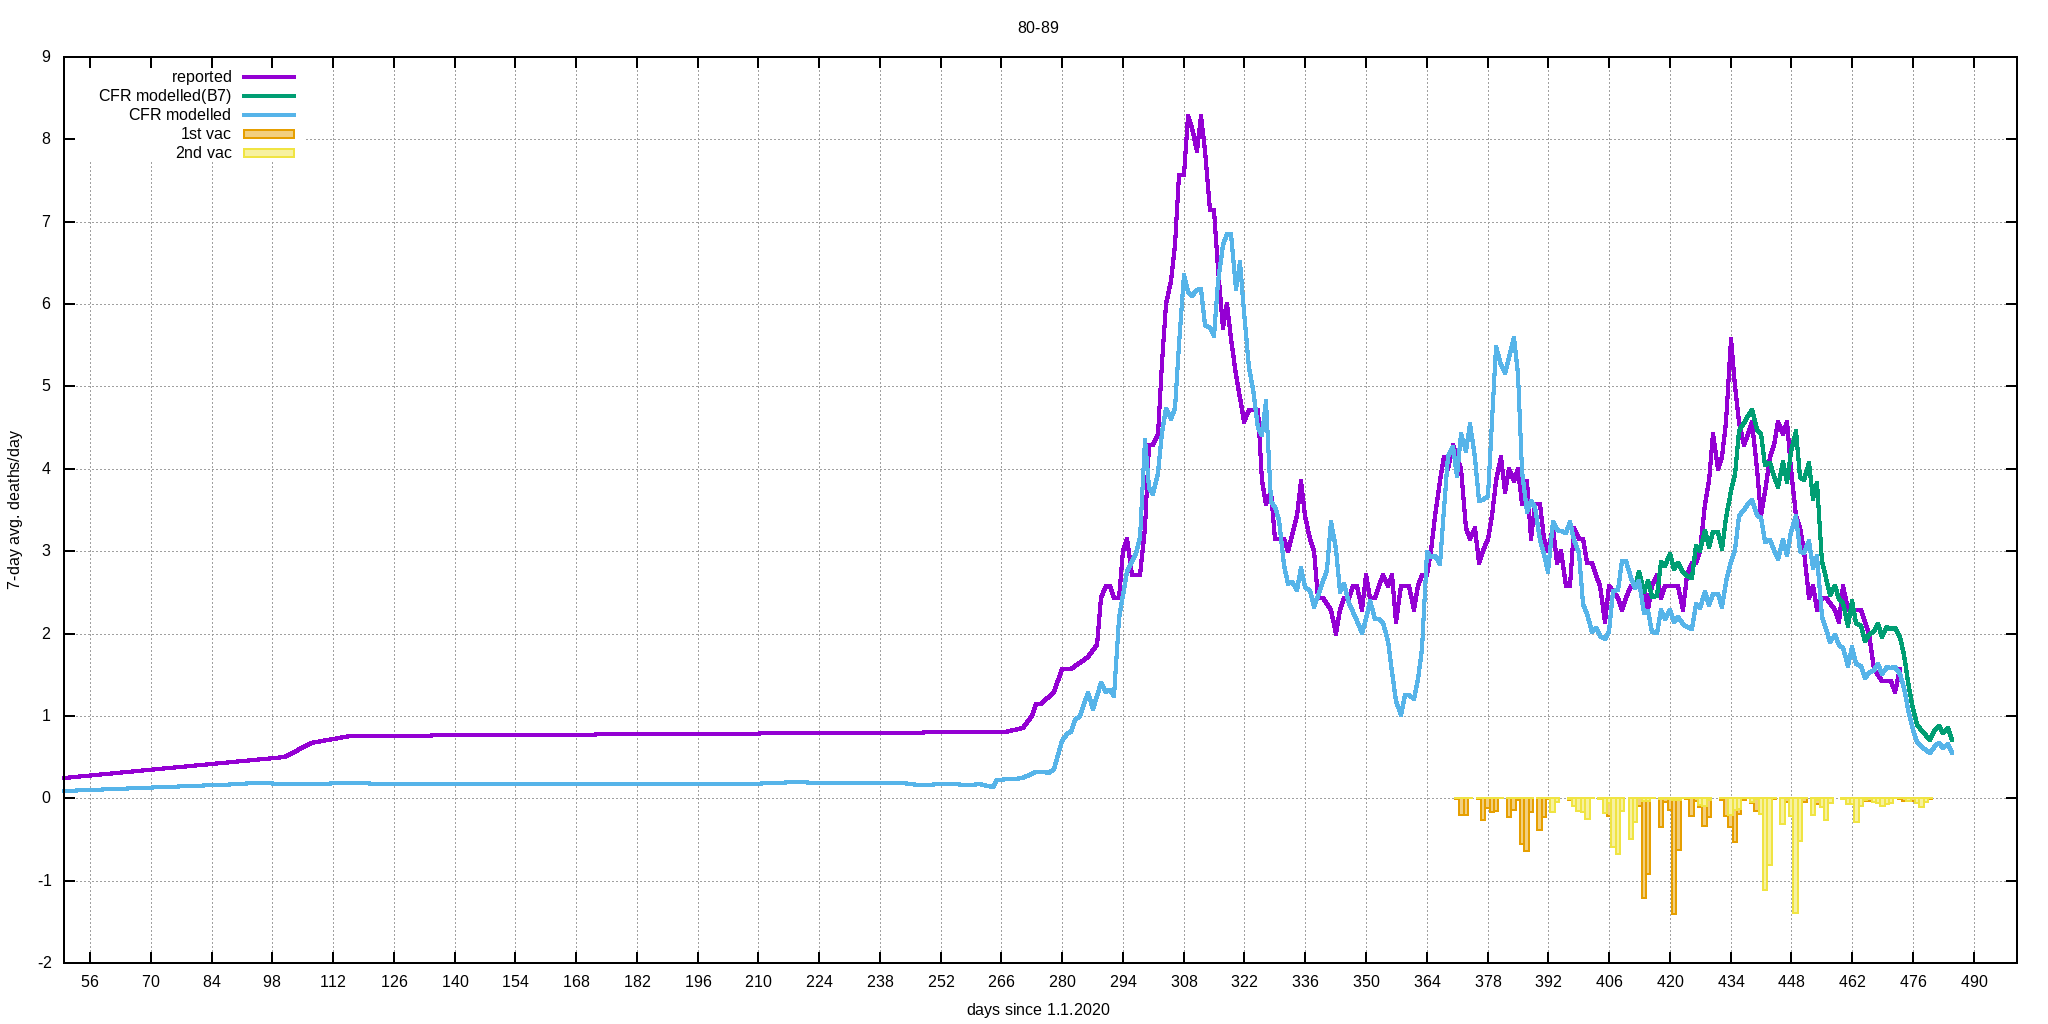 80-89
9
reported
CFR modelled(B7)
CFR modelled
1st vac
2nd vac
8
7
6
5
4
3
2
1
0
-1
-2
7-day avg. deaths/day
56 70 84 98 112 126 140 154 168 182 196 210 224 238 252 266 280 294 308 322 336 350 364 378 392 406 420 434 448 462 476 490
days since 1.1.2020